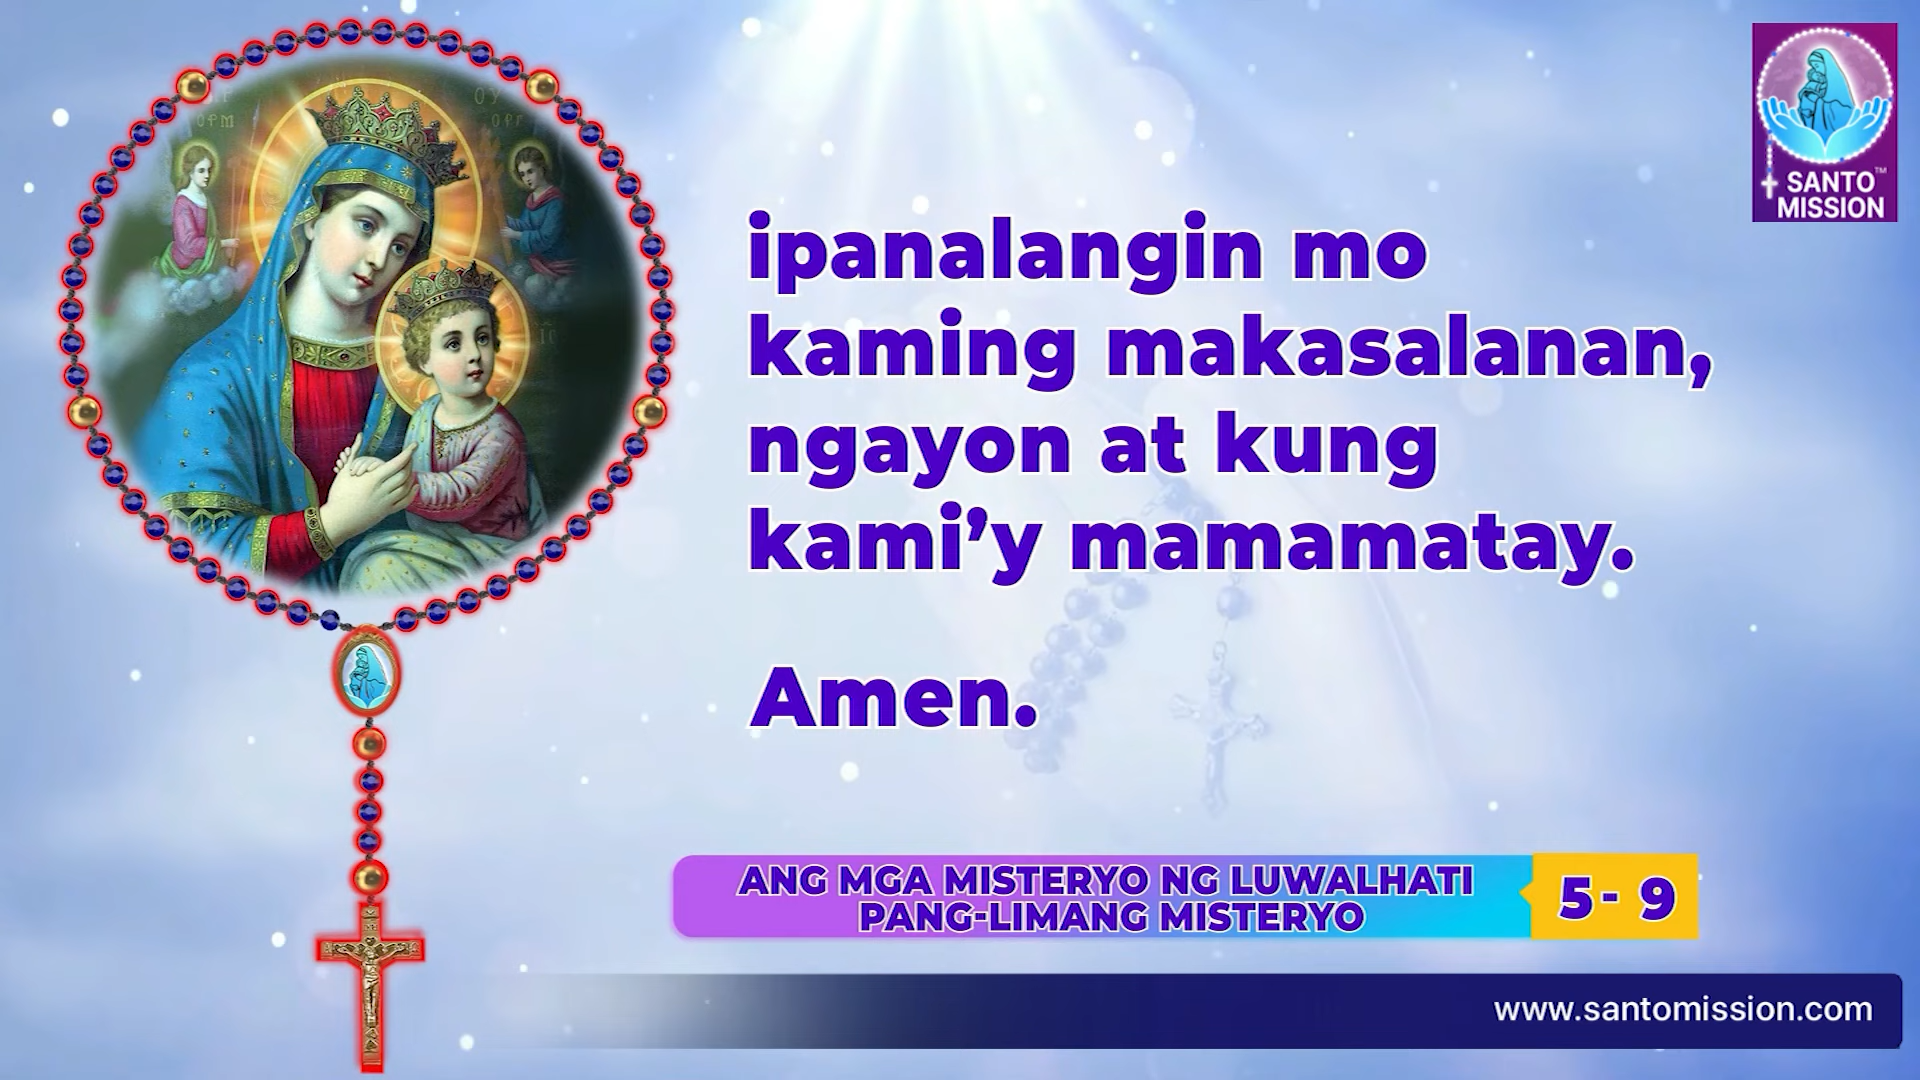 SANTO™
MISSION
ipanalangin mo
kaming makasalanan,
ngayon at kung
kami’y mamamatay.
Amen.
ANG MGA MISTERYO NG LUWALHATI
PANG-LIMANG MISTERYO
5- 9
www.santomission.com